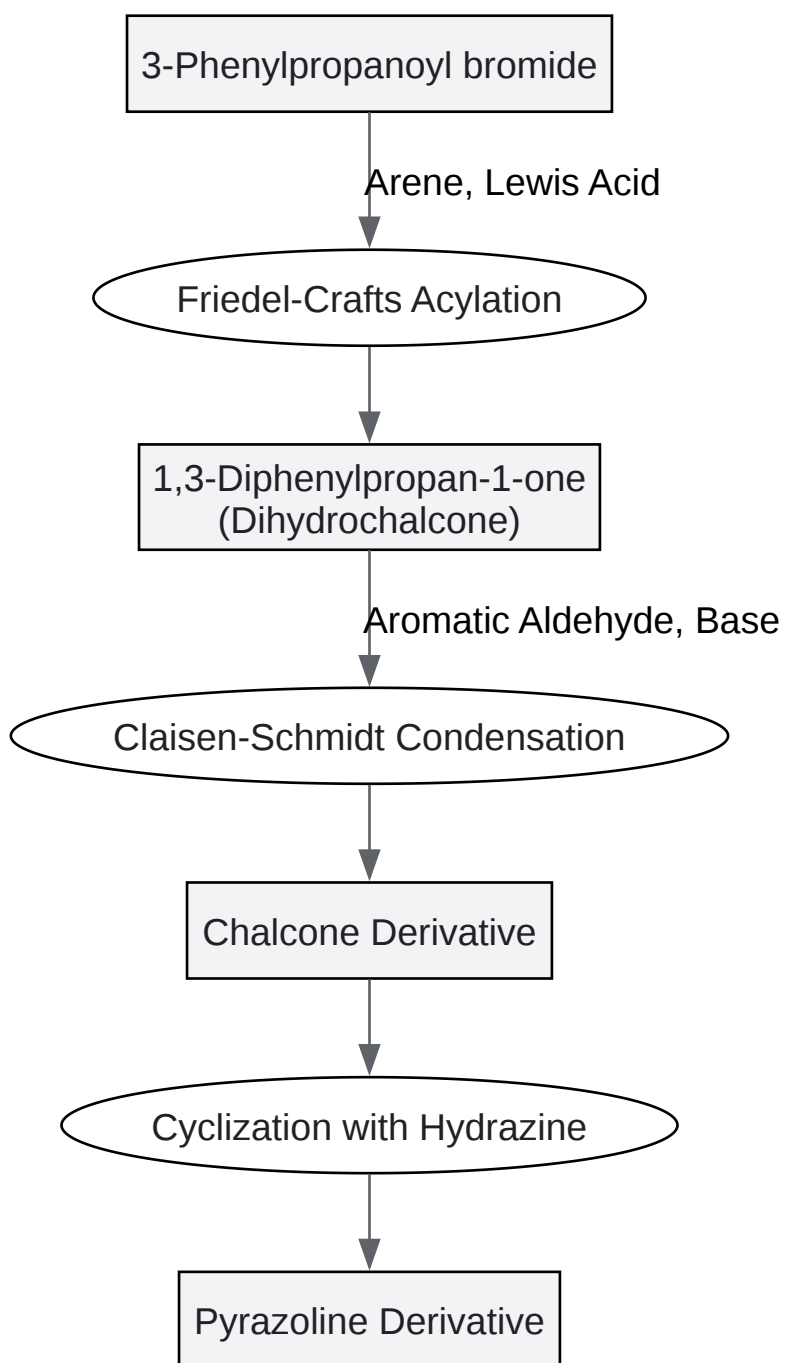 3-Phenylpropanoyl bromide
Arene, Lewis Acid
Friedel-Crafts Acylation
1,3-Diphenylpropan-1-one
(Dihydrochalcone)
Aromatic Aldehyde, Base
Claisen-Schmidt Condensation
Chalcone Derivative
Cyclization with Hydrazine
Pyrazoline Derivative